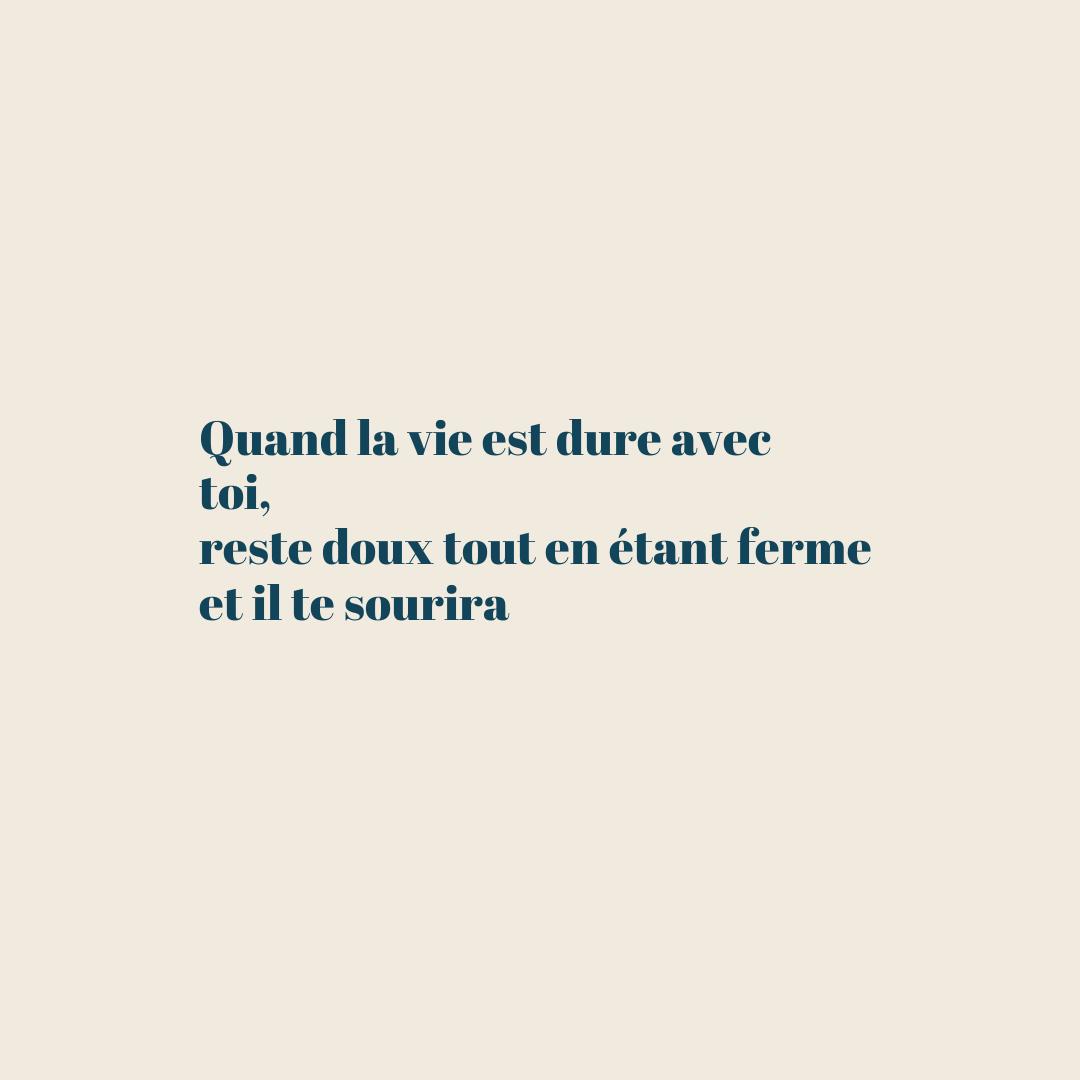 Quand la vie est dure avec
toi,
reste doux tout en étant ferme
et il te sourira